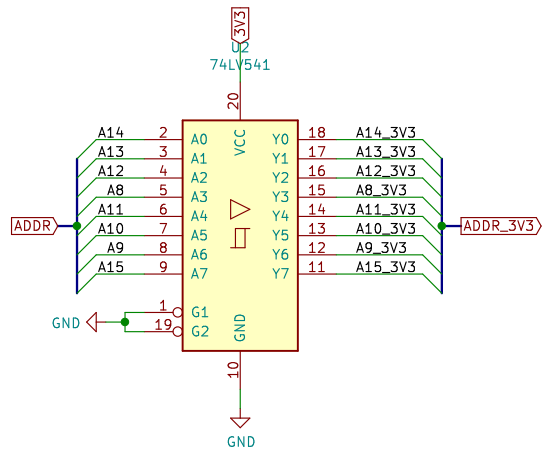 3V3
U2
74LV541
20
VCC
A14 2 A0 Y0 18 A14_3V3
A13 3 A1 Y1 17 A13_3V3
A12 4 A2 Y2 16 A12_3V3
A8 5 A3 Y3 15 A8_3V3
A11 6 A4 Y4 14 A11_3V3
ADDR ADDR_3V3
A10 7 A5 Y5 13 A10_3V3
A9 8 A6 Y6 12 A9_3V3
A15 9 A7 Y7 11 A15_3V3
1 G1
GND 19 G2
GND
10
GND